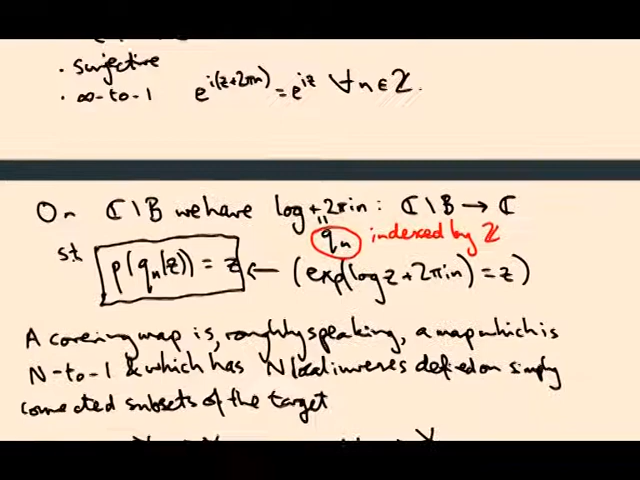 · surjective
· ∞-to-1 e^{i(z+2πn)} = e^{iz} ∀n∈ℤ.
On ℂ\B we have log + 2πin : ℂ\B → ℂ
q_n indexed by ℤ
st p(q_n(z)) = z ← (exp(log z + 2πin) = z)
A covering map is, roughly speaking, a map which is
N-to-1 & which has N local inverses defined on simply
connected subsets of the target